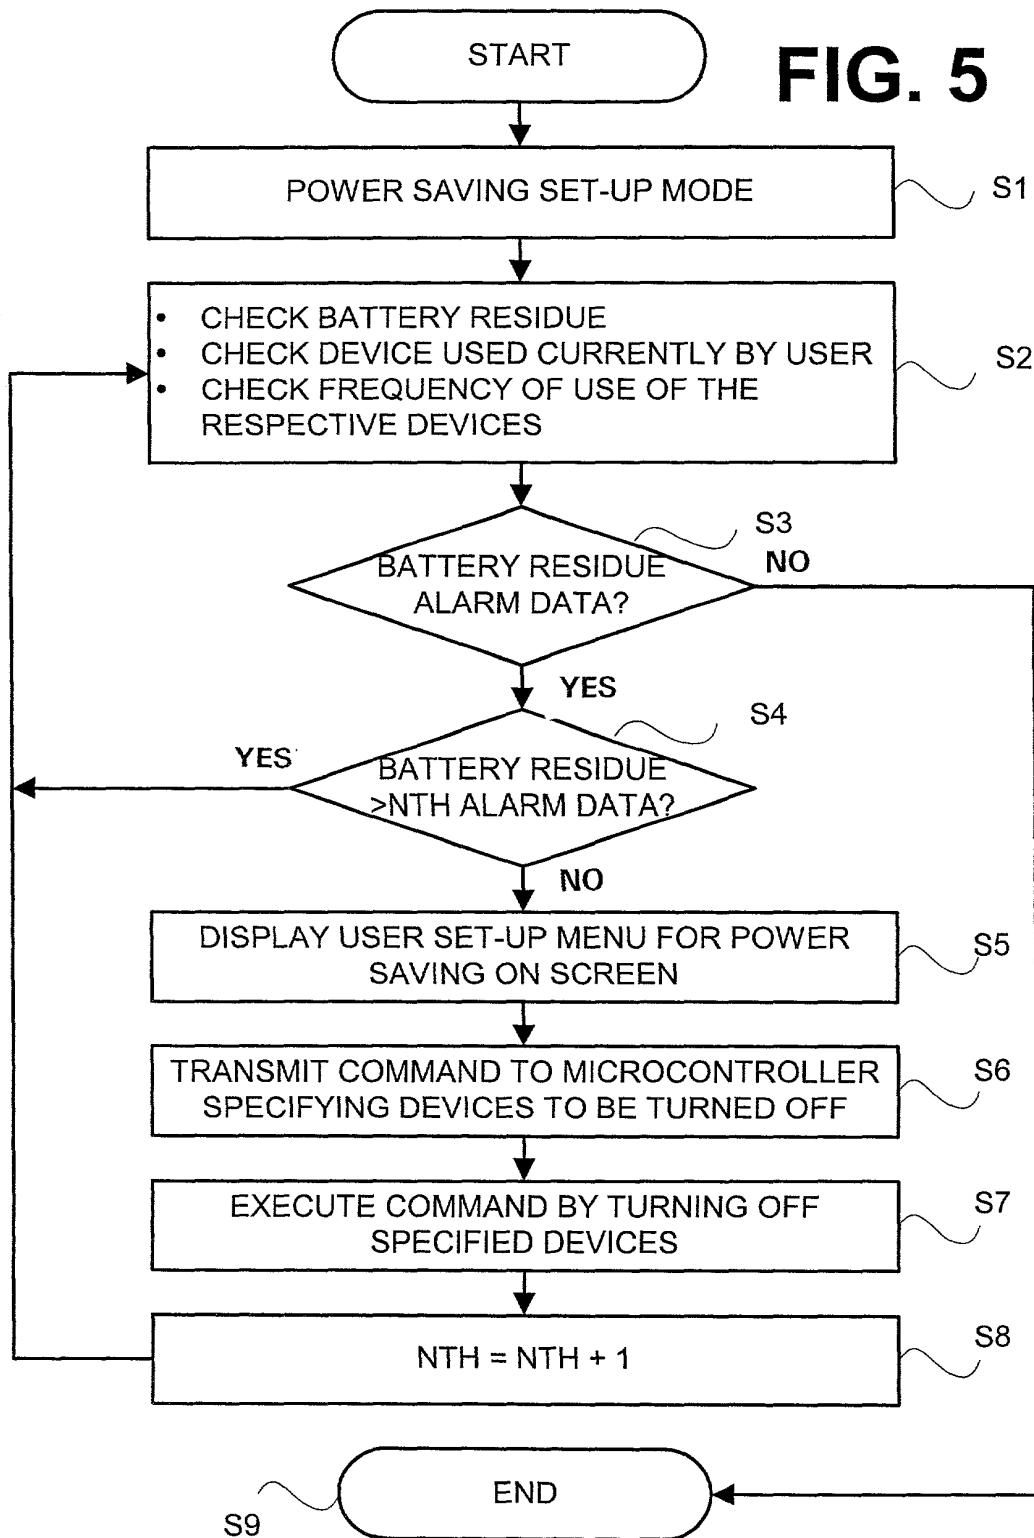 START
FIG. 5
POWER SAVING SET-UP MODE
S1
• CHECK BATTERY RESIDUE
• CHECK DEVICE USED CURRENTLY BY USER
• CHECK FREQUENCY OF USE OF THE
RESPECTIVE DEVICES
S2
S3
BATTERY RESIDUE
ALARM DATA?
NO
YES
S4
YES
BATTERY RESIDUE
>NTH ALARM DATA?
NO
DISPLAY USER SET-UP MENU FOR POWER
SAVING ON SCREEN
S5
TRANSMIT COMMAND TO MICROCONTROLLER
SPECIFYING DEVICES TO BE TURNED OFF
S6
EXECUTE COMMAND BY TURNING OFF
SPECIFIED DEVICES
S7
NTH = NTH + 1
S8
END
S9